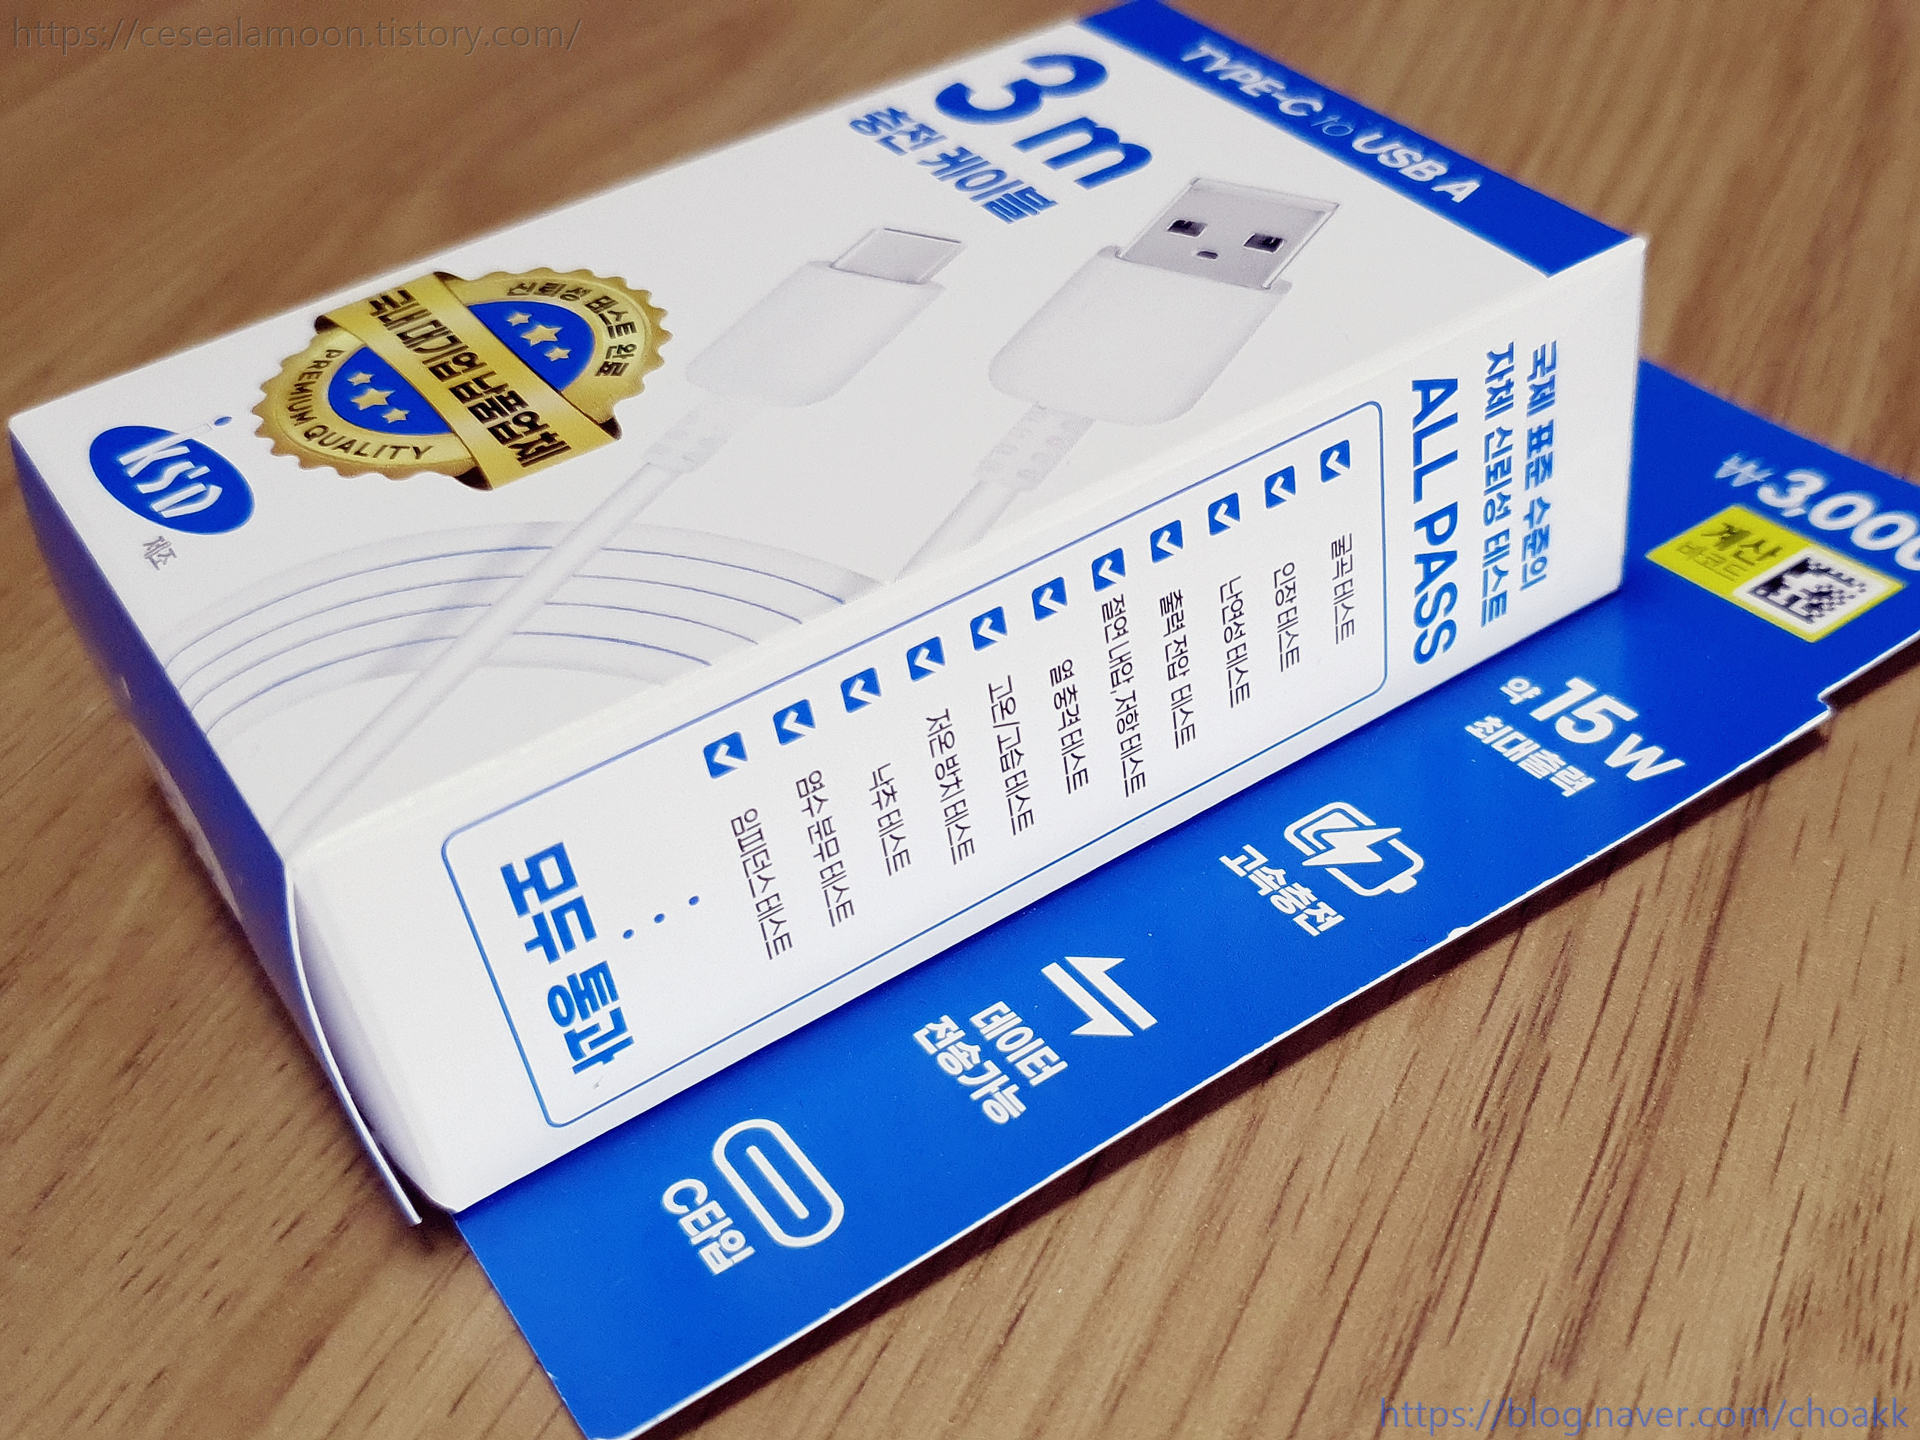 https://cesealamoon.tistory.com/
TYPE-C to USB A
3m
충전 케이블
신뢰성 테스트 완료
국내 대기업 납품업체
PREMIUM QUALITY
KSD
제조
국제 표준 수준의
자체 신뢰성 테스트
ALL PASS
굴곡 테스트
인장 테스트
난연성 테스트
출력 전압 테스트
절연 내압, 저항 테스트
열 충격 테스트
고온/고습 테스트
저온 방치 테스트
낙추 테스트
염수 분무 테스트
임피던스 테스트
모두 통과
₩3,000
계산
바코드
약 15W
최대출력
고속충전
데이터
전송가능
C타입
https://blog.naver.com/choakk